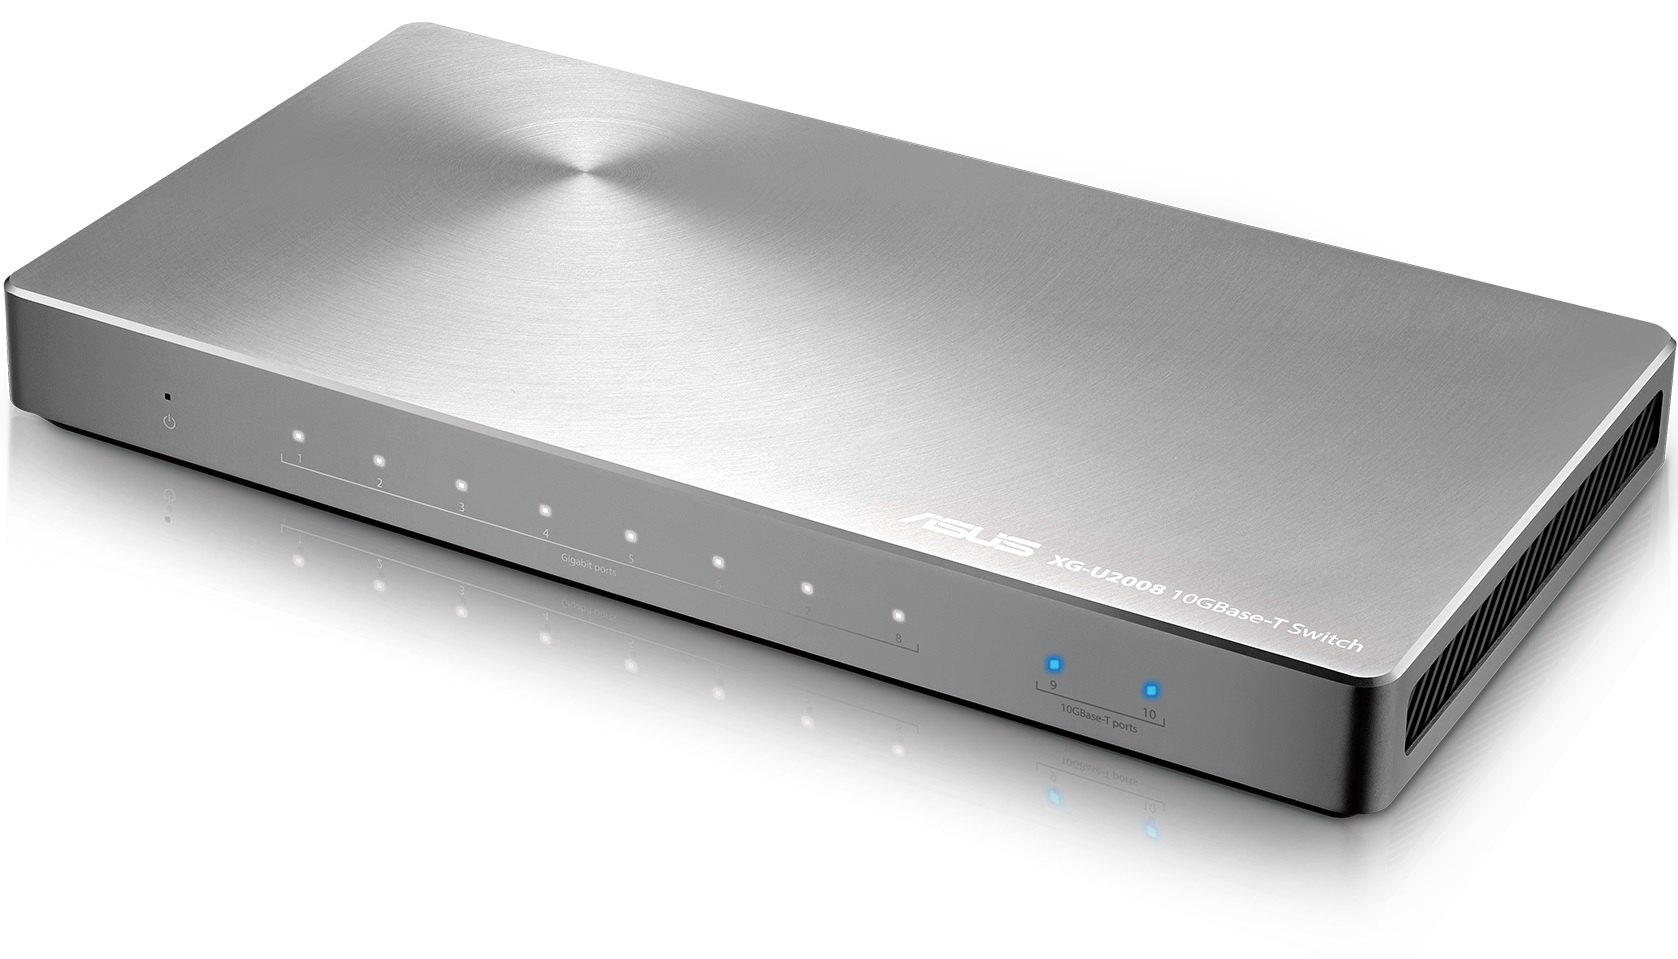 ASUS XG-U2008 10GBase-T Switch
1 2 3 4 5 6 7 8
Gigabit ports
9 10
10GBase-T ports